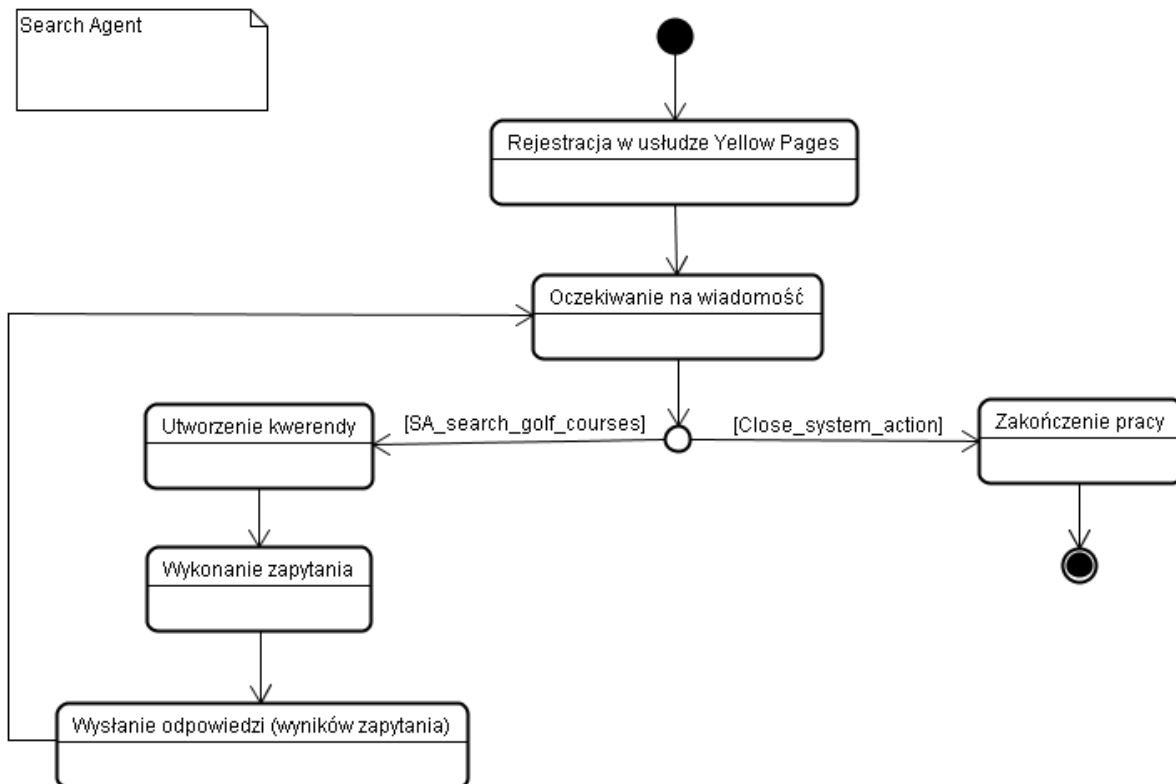 Search Agent
Rejestracja w usłudze Yellow Pages
Oczekiwanie na wiadomość
[SA_search_golf_courses]
[Close_system_action]
Utworzenie kwerendy
Zakończenie pracy
Wykonanie zapytania
Wysłanie odpowiedzi (wyników zapytania)